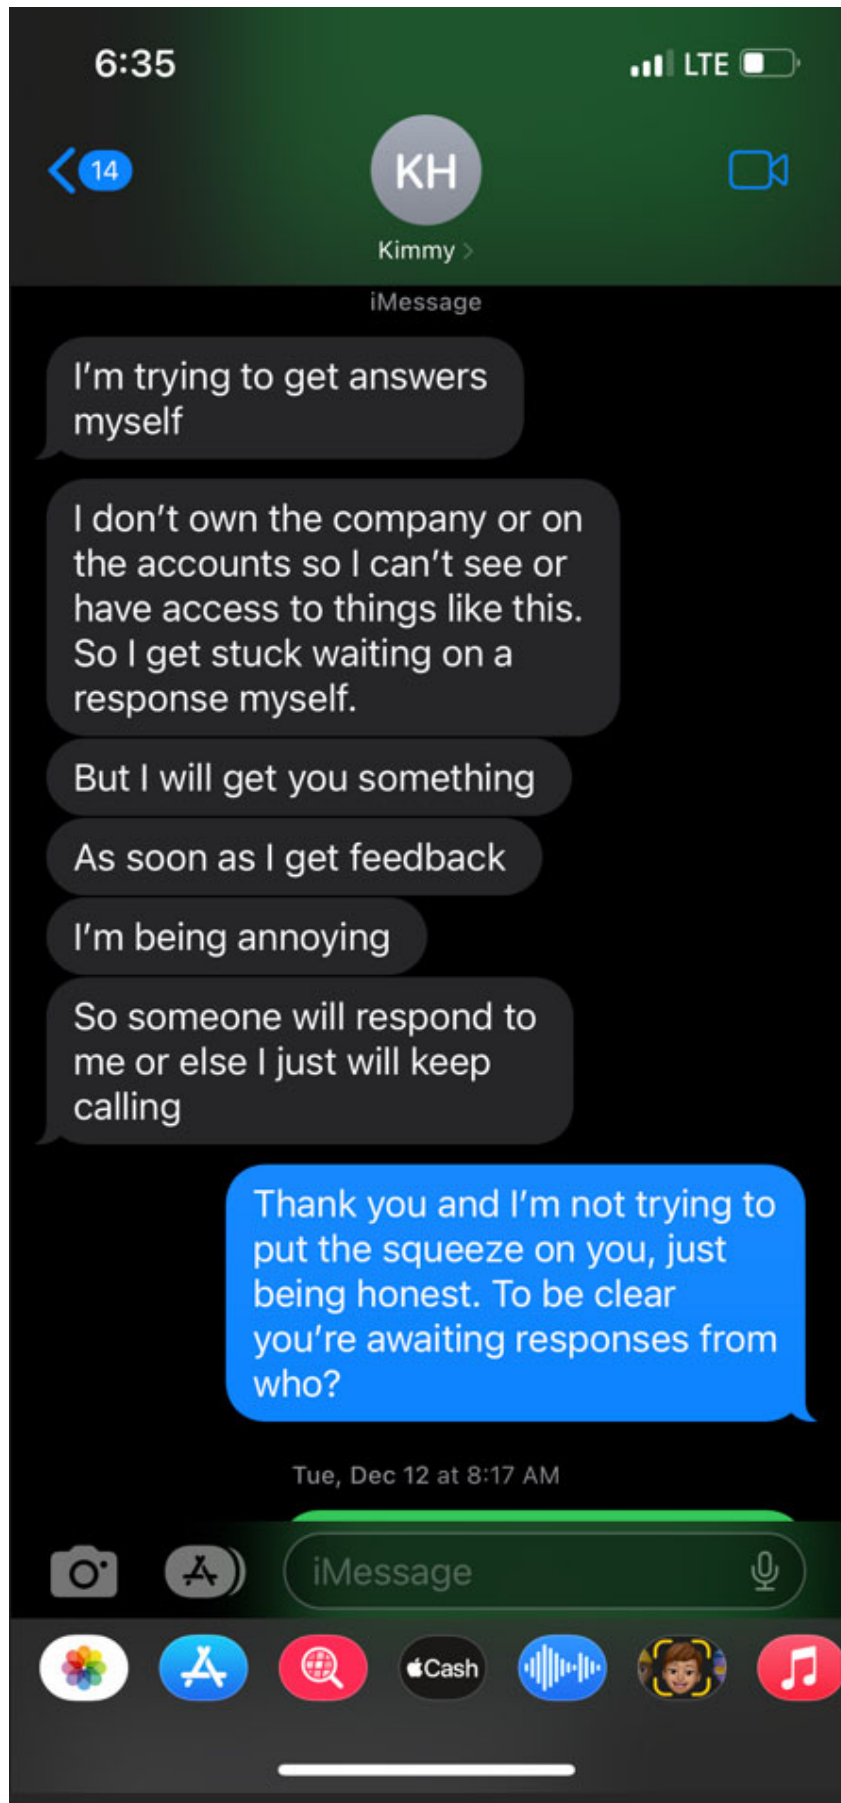 6:35
LTE
14
KH
Kimmy
iMessage
I'm trying to get answers
myself
I don't own the company or on
the accounts so I can't see or
have access to things like this.
So I get stuck waiting on a
response myself.
But I will get you something
As soon as I get feedback
I'm being annoying
So someone will respond to
me or else I just will keep
calling
Thank you and I'm not trying to
put the squeeze on you, just
being honest. To be clear
you're awaiting responses from
who?
Tue, Dec 12 at 8:17 AM
iMessage
Cash